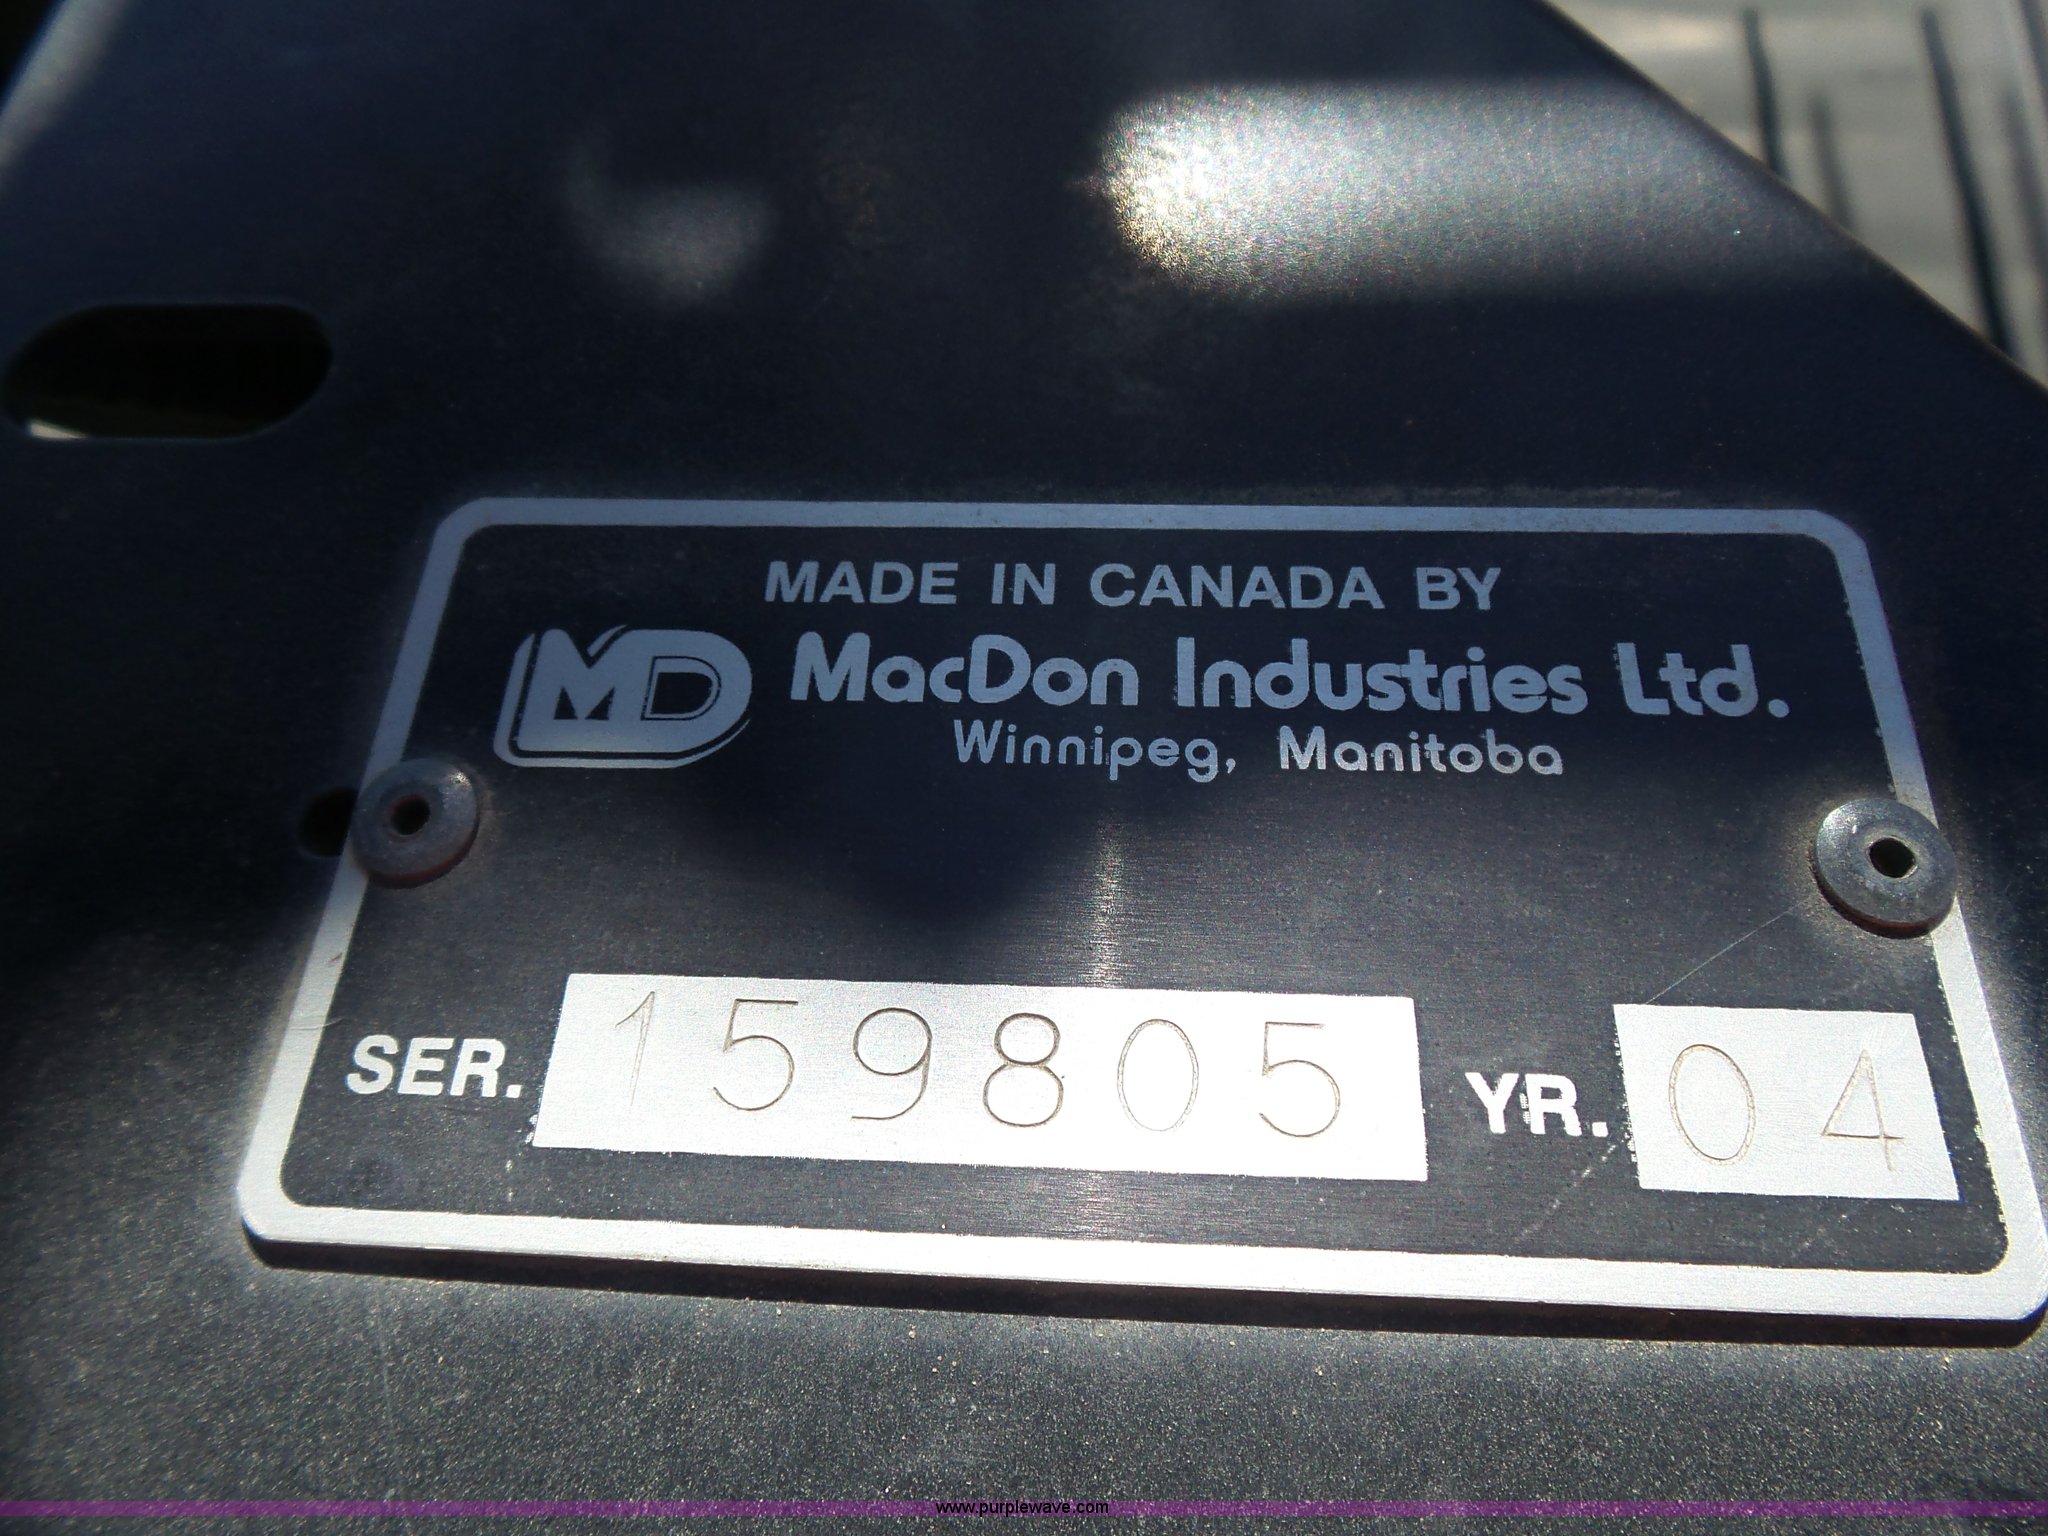 MADE IN CANADA BY
MD MacDon Industries Ltd.
Winnipeg, Manitoba
SER. 159805 YR. 04
www.purplewave.com